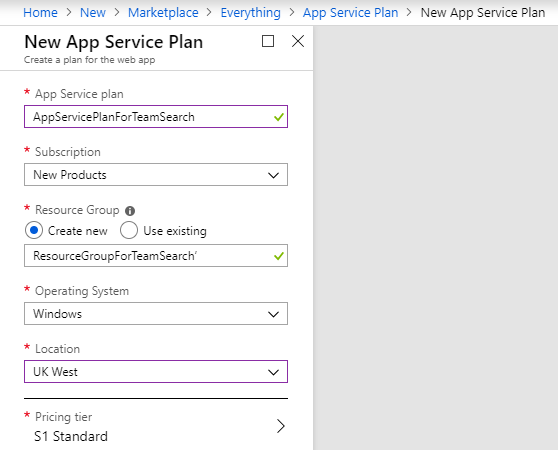 Home > New > Marketplace > Everything > App Service Plan > New App Service Plan
New App Service Plan
Create a plan for the web app
* App Service plan
AppServicePlanForTeamSearch
* Subscription
New Products
* Resource Group
Create new Use existing
ResourceGroupForTeamSearch'
* Operating System
Windows
* Location
UK West
* Pricing tier
S1 Standard